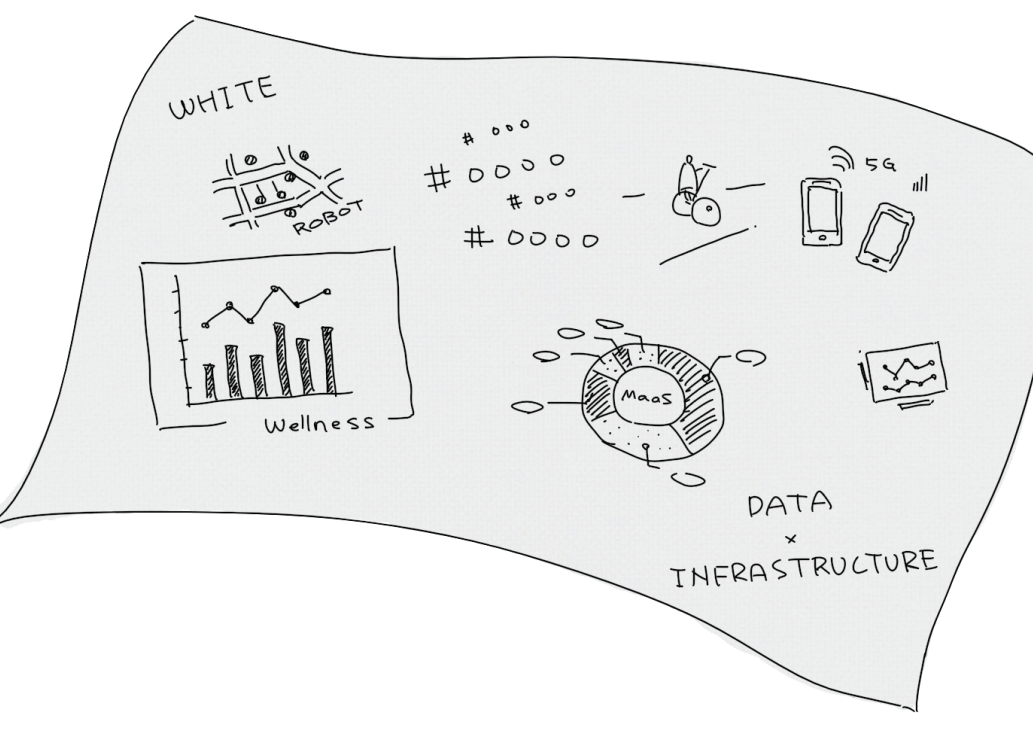 WHITE
ROBOT
# 000
# 0000
# 000
# 0000
5G
Wellness
MaaS
DATA
×
INFRASTRUCTURE